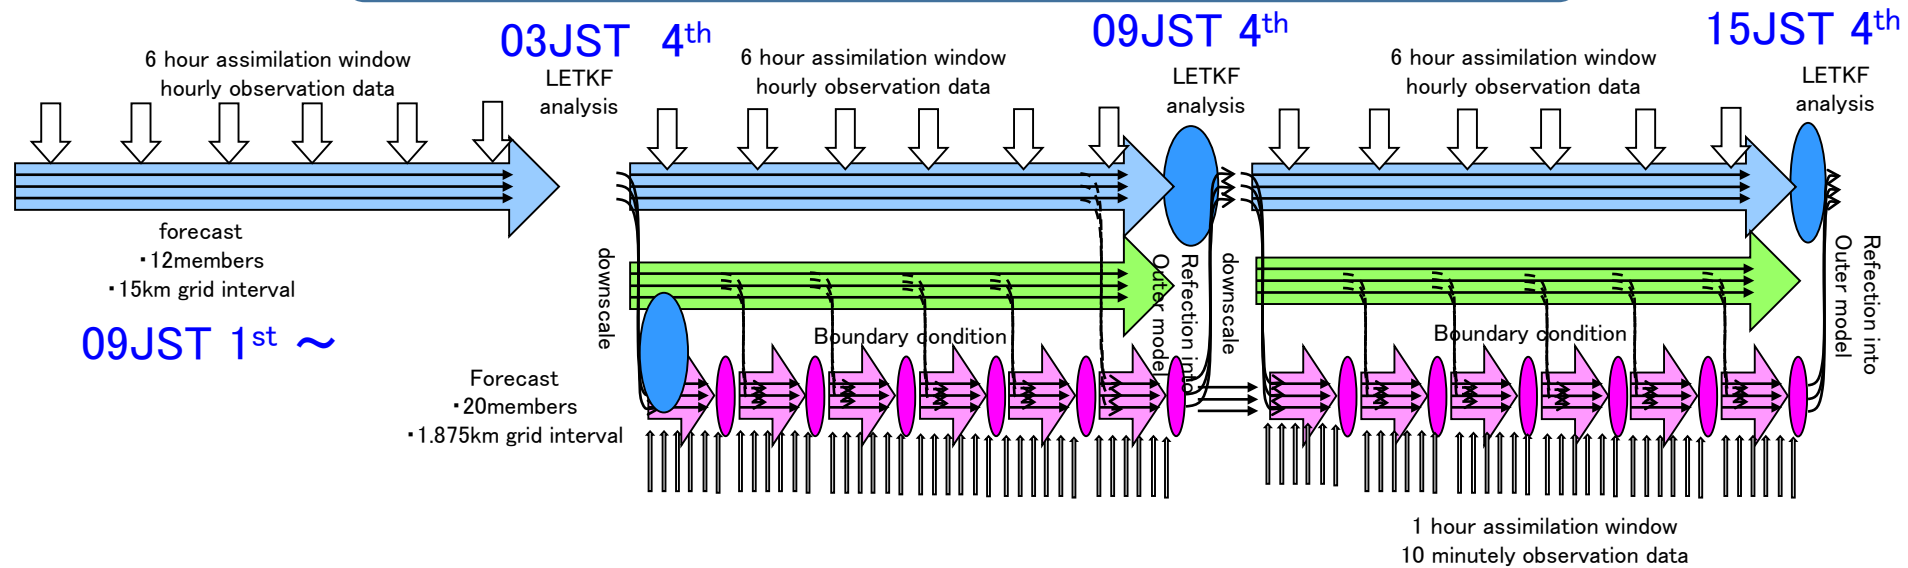 03JST 4th
09JST 4th
15JST 4th
6 hour assimilation window
hourly observation data
LETKF
analysis
6 hour assimilation window
hourly observation data
LETKF
analysis
6 hour assimilation window
hourly observation data
LETKF
analysis
forecast
・12members
・15km grid interval
09JST 1st ～
downscale
Boundary condition
Refection into
Outer model
downscale
Boundary condition
Refection into
Outer model
Forecast
・20members
・1.875km grid interval
1 hour assimilation window
10 minutely observation data